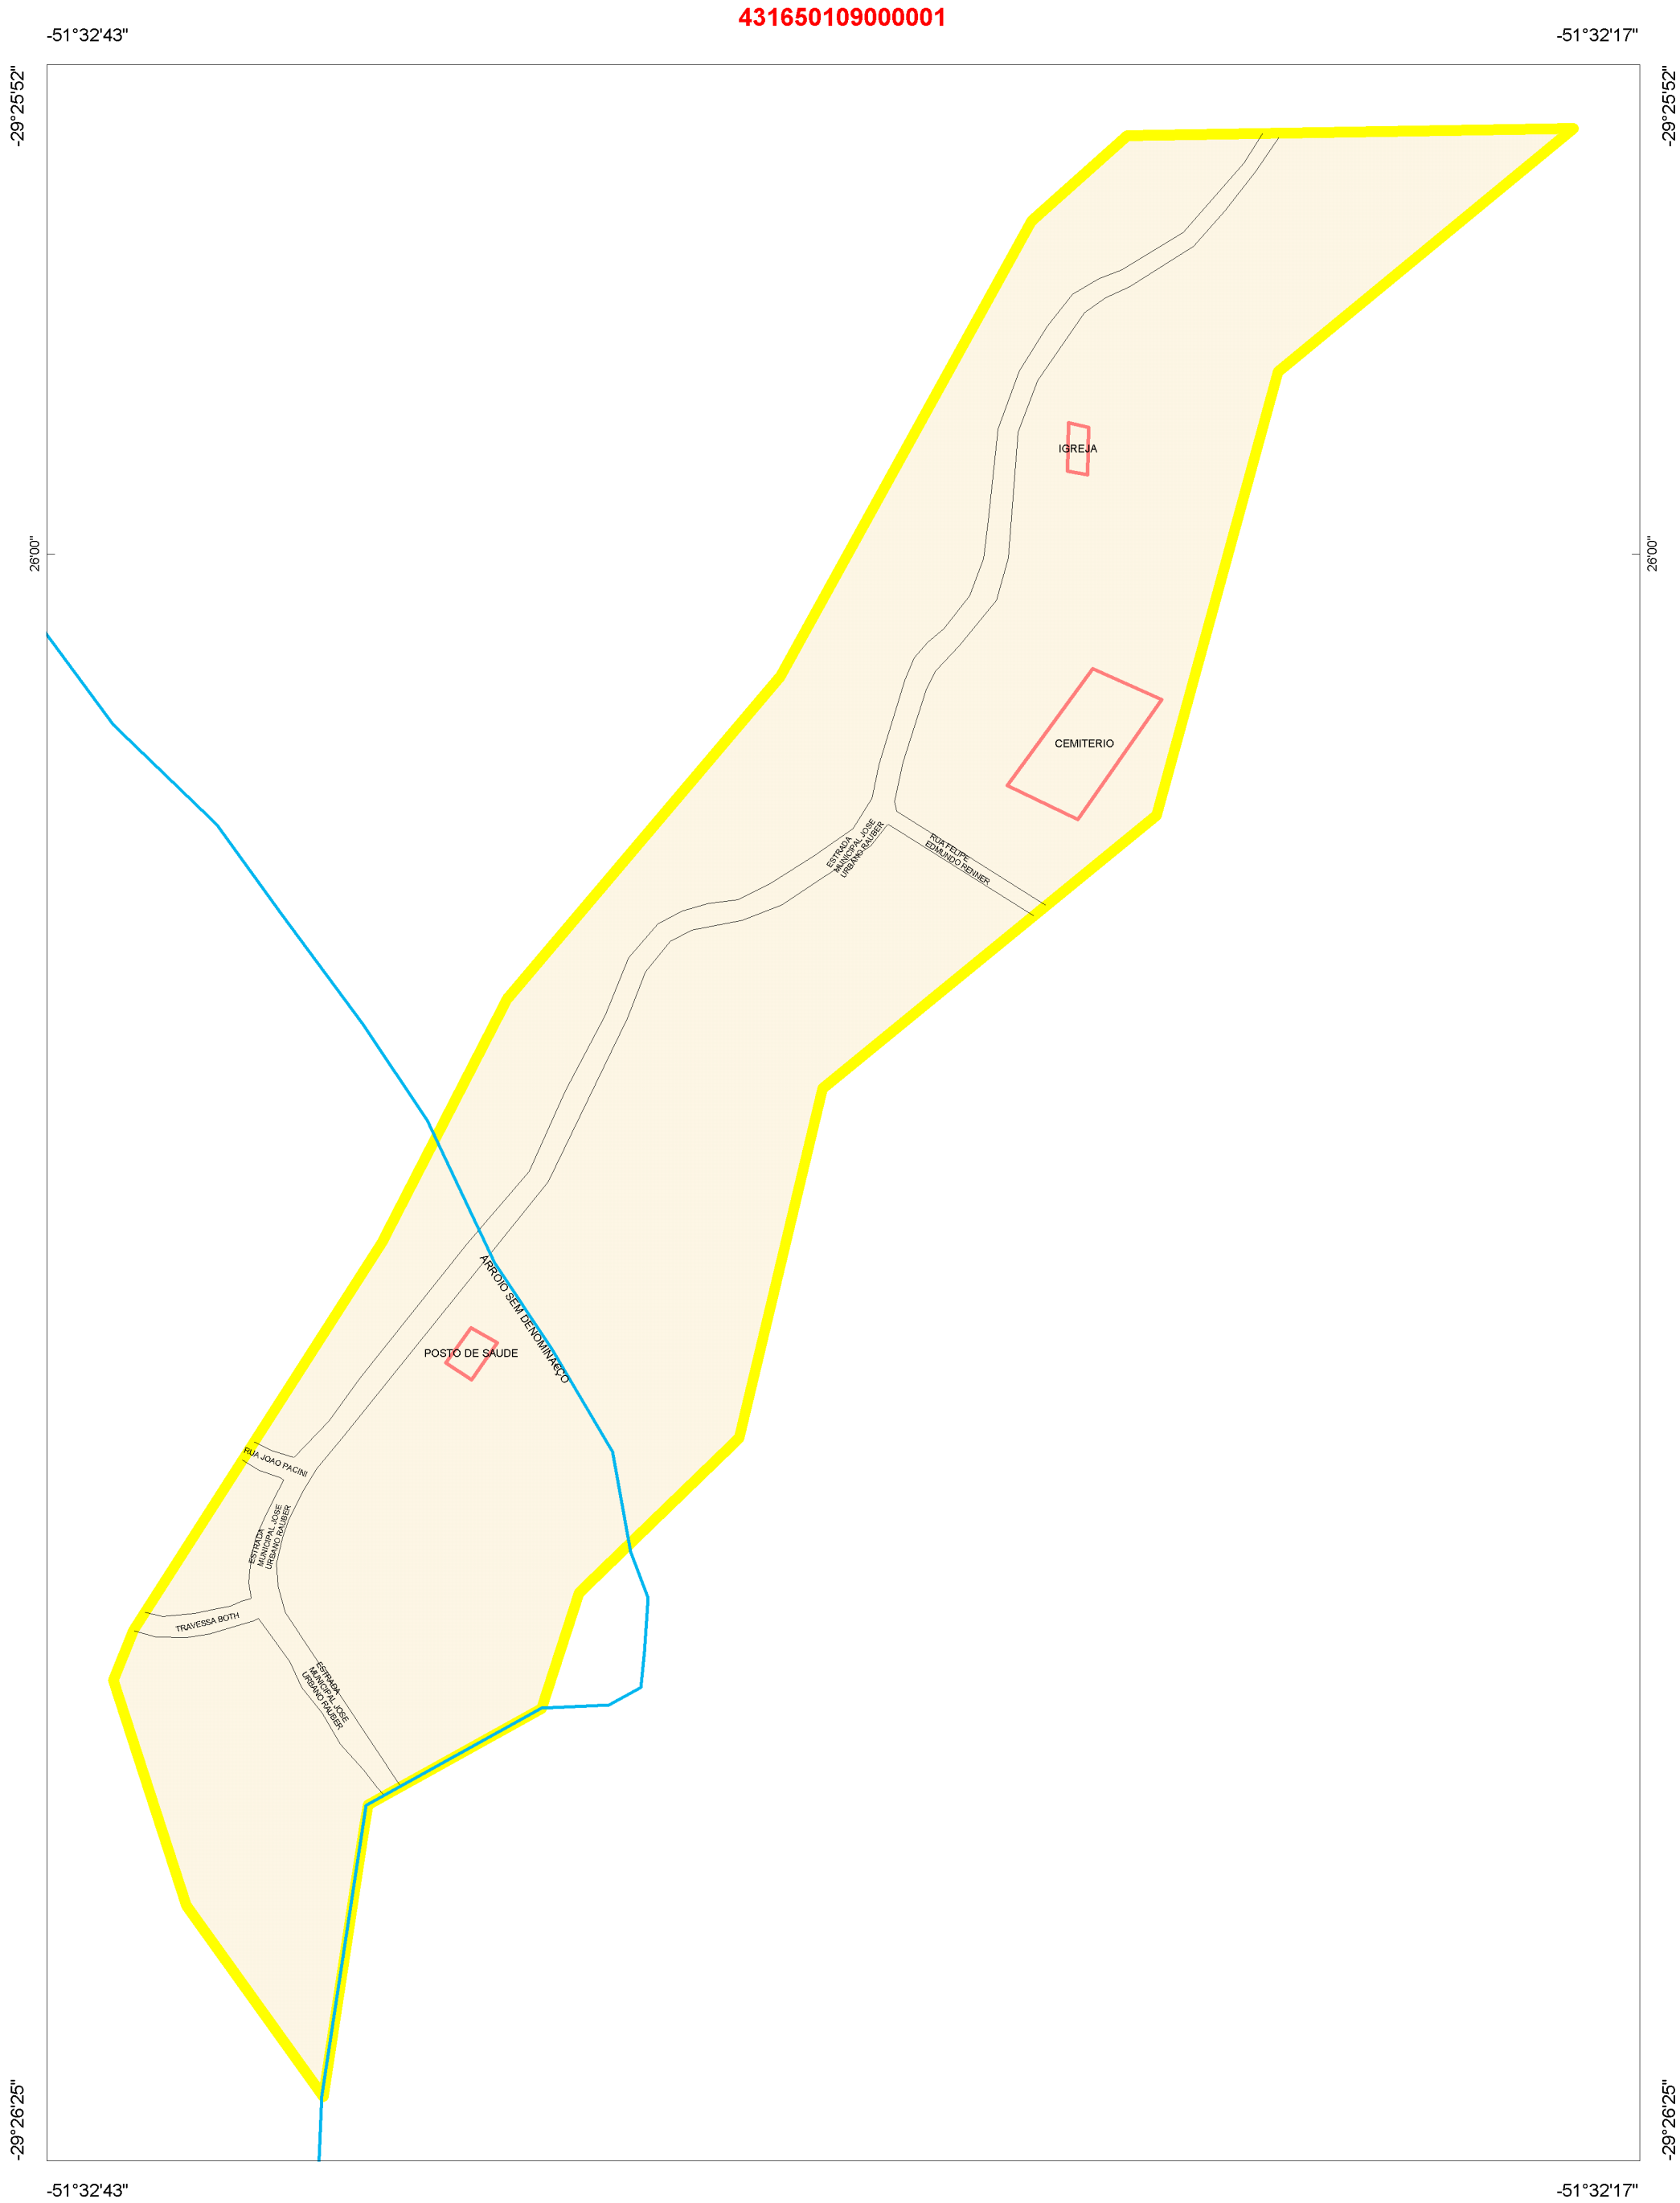 431650109000001
-51°32'43"
-51°32'17"
-29°25'52"
-29°25'52"
IGREJA
26'00"
26'00"
CEMITERIO
ESTRADA
MUNICIPAL JOSE
URBANO RAUBER
RUA FELIPE
EDMUNDO RENNER
ARROIO SEM DENOMINAÇÃO
POSTO DE SAUDE
RUA JOAO PACINI
ESTRADA
MUNICIPAL JOSE
URBANO RAUBER
TRAVESSA BOTH
ESTRADA
MUNICIPAL JOSE
URBANO RAUBER
-29°26'25"
-29°26'25"
-51°32'43"
-51°32'17"